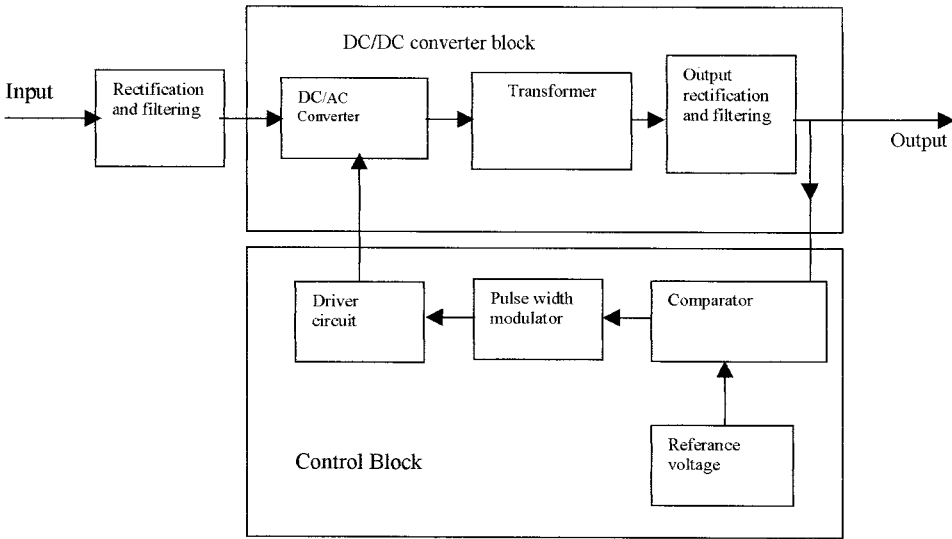 DC/DC converter block
Input
Rectification
and filtering
DC/AC
Converter
Transformer
Output
rectification
and filtering
Output
Driver
circuit
Pulse width
modulator
Comparator
Control Block
Referance
voltage